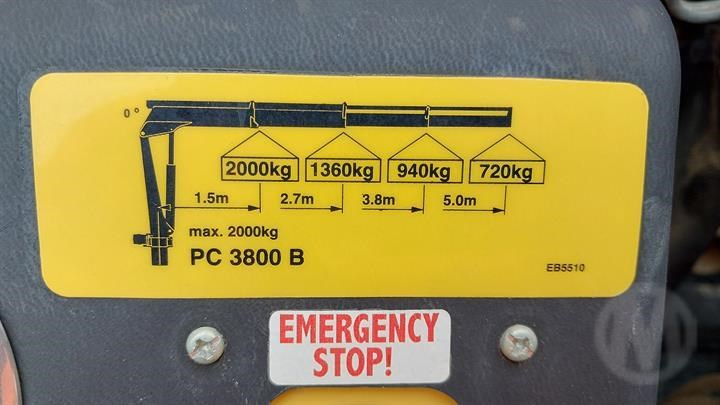 0°
2000kg 1360kg 940kg 720kg
1.5m 2.7m 3.8m 5.0m
max. 2000kg
PC 3800 B
EB5510
EMERGENCY
STOP!
M